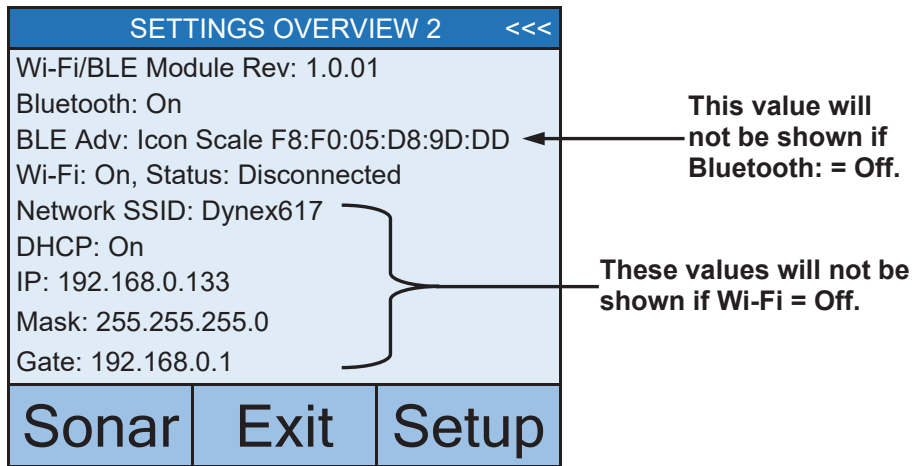 SETTINGS OVERVIEW 2 <<<
Wi-Fi/BLE Module Rev: 1.0.01
Bluetooth: On
BLE Adv: Icon Scale F8:F0:05:D8:9D:DD
Wi-Fi: On, Status: Disconnected
Network SSID: Dynex617
DHCP: On
IP: 192.168.0.133
Mask: 255.255.255.0
Gate: 192.168.0.1
Sonar Exit Setup
This value will
not be shown if
Bluetooth: = Off.
These values will not be
shown if Wi-Fi = Off.